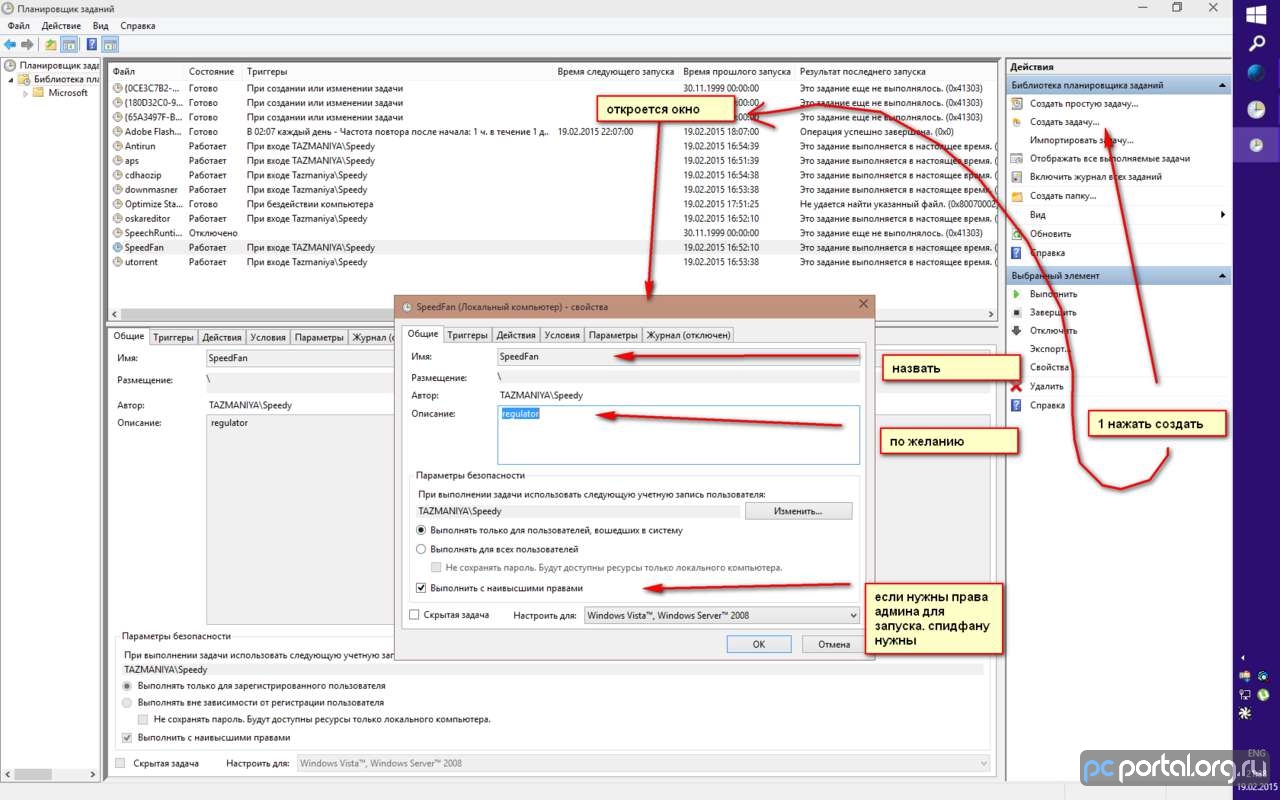 Планировщик заданий
Файл Действие Вид Справка
Планировщик зада
Библиотека пла
Microsoft
Файл Состояние Триггеры Время следующего запуска Время прошлого запуска Результат последнего запуска
{0CE3C7B2-... Готово При создании или изменении задачи 30.11.1999 00:00:00 Это задание еще не выполнялось. (0x41303)
{180D32C0-9... Готово При создании или изменении задачи Это задание еще не выполнялось. (0x41303)
{65A3497F-B... Готово При создании или изменении задачи Это задание еще не выполнялось. (0x41303)
Adobe Flash... Готово В 02:07 каждый день - Частота повтора после начала: 1 ч. в течение 1 д.. 19.02.2015 22:07:00 19.02.2015 18:07:00 Операция успешно завершена. (0x0)
Antirun Работает При входе TAZMANIYA\Speedy 19.02.2015 16:54:39 Это задание выполняется в настоящее время. (
aps Работает При входе Tazmaniya\Speedy 19.02.2015 16:51:39 Это задание выполняется в настоящее время. (
cdhaozip Работает При входе Tazmaniya\Speedy 19.02.2015 16:54:38 Это задание выполняется в настоящее время. (
downmasner Работает При входе Tazmaniya\Speedy 19.02.2015 16:53:38 Это задание выполняется в настоящее время. (
Optimize Sta... Готово При бездействии компьютера 19.02.2015 17:51:25 Не удается найти указанный файл. (0x80070002)
oskareditor Работает При входе Tazmaniya\Speedy 19.02.2015 16:52:10 Это задание выполняется в настоящее время. (
SpeechRunti... Отключено 30.11.1999 00:00:00 Это задание еще не выполнялось. (0x41303)
SpeedFan Работает При входе TAZMANIYA\Speedy 19.02.2015 16:52:10 Это задание выполняется в настоящее время. (
utorrent Работает При входе Tazmaniya\Speedy 19.02.2015 16:53:38 Это задание выполняется в настоящее время. (
откроется окно
Действия
Библиотека планировщика заданий
Создать простую задачу...
Создать задачу...
Импортировать задачу...
Отображать все выполняемые задачи
Включить журнал всех заданий
Создать папку...
Вид
Обновить
Справка
Выбранный элемент
Выполнить
Завершить
Отключить
Экспорт...
Свойства
Удалить
Справка
1 нажать создать
Общие Триггеры Действия Условия Параметры Журнал (о
Имя: SpeedFan
Размещение: \
Автор: TAZMANIYA\Speedy
Описание: regulator
Параметры безопасности
При выполнении задачи использовать следующую учетную зап
TAZMANIYA\Speedy
Выполнять только для зарегистрированного пользователя
Выполнять вне зависимости от регистрации пользователя
Не сохранять пароль. Будут доступны ресурсы только локального компьютера.
Выполнить с наивысшими правами
Скрытая задача Настроить для: Windows Vista™, Windows Server™ 2008
SpeedFan (Локальный компьютер) - свойства
Общие Триггеры Действия Условия Параметры Журнал (отключен)
Имя: SpeedFan
Размещение: \
Автор: TAZMANIYA\Speedy
Описание: regulator
Параметры безопасности
При выполнении задачи использовать следующую учетную запись пользователя:
TAZMANIYA\Speedy Изменить...
Выполнять только для пользователей, вошедших в систему
Выполнять для всех пользователей
Не сохранять пароль. Будут доступны ресурсы только локального компьютера.
Выполнить с наивысшими правами
Скрытая задача Настроить для: Windows Vista™, Windows Server™ 2008
OK Отмена
назвать
по желанию
если нужны права
админа для
запуска. спидфану
нужны
ENG
pcportal.org.ru
19.02.2015